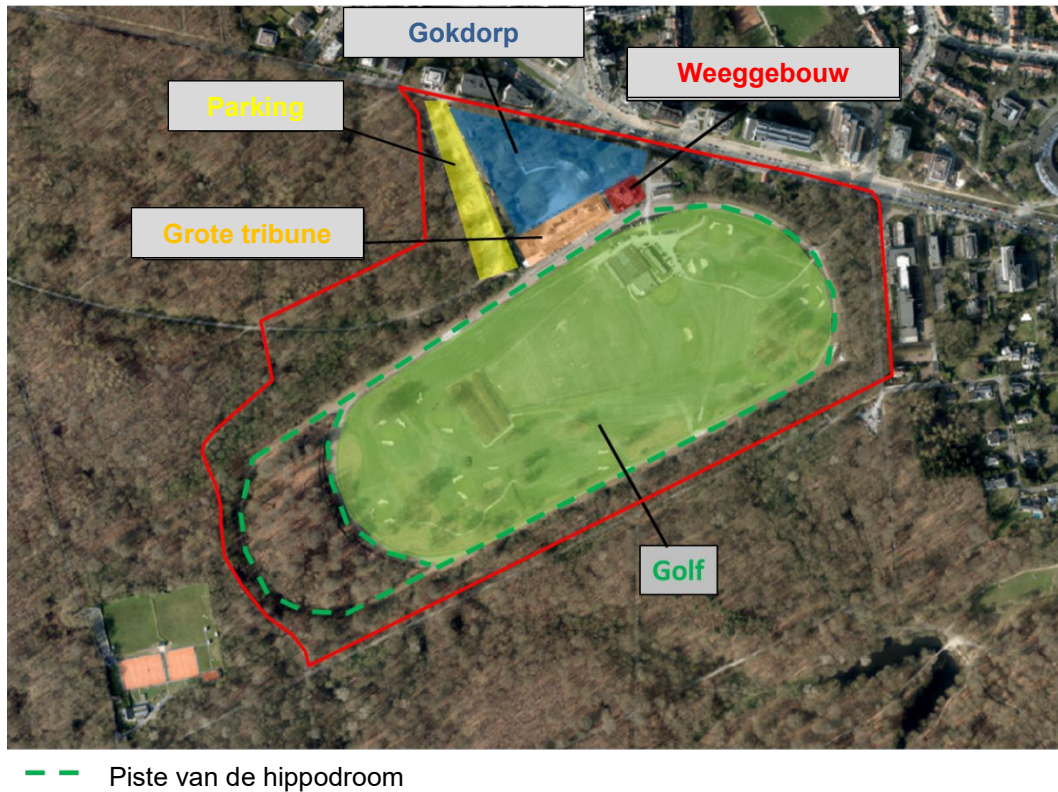 Gokdorp
Weeggebouw
Parking
Grote tribune
Golf
Piste van de hippodroom